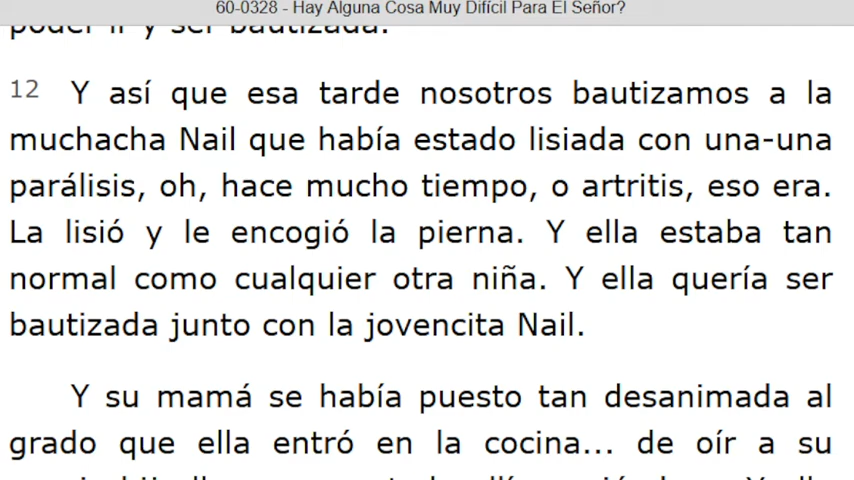 60-0328 - Hay Alguna Cosa Muy Difícil Para El Señor?
poder ir y ser bautizada.
12 Y así que esa tarde nosotros bautizamos a la
muchacha Nail que había estado lisiada con una-una
parálisis, oh, hace mucho tiempo, o artritis, eso era.
La lisió y le encogió la pierna. Y ella estaba tan
normal como cualquier otra niña. Y ella quería ser
bautizada junto con la jovencita Nail.
Y su mamá se había puesto tan desanimada al
grado que ella entró en la cocina... de oír a su